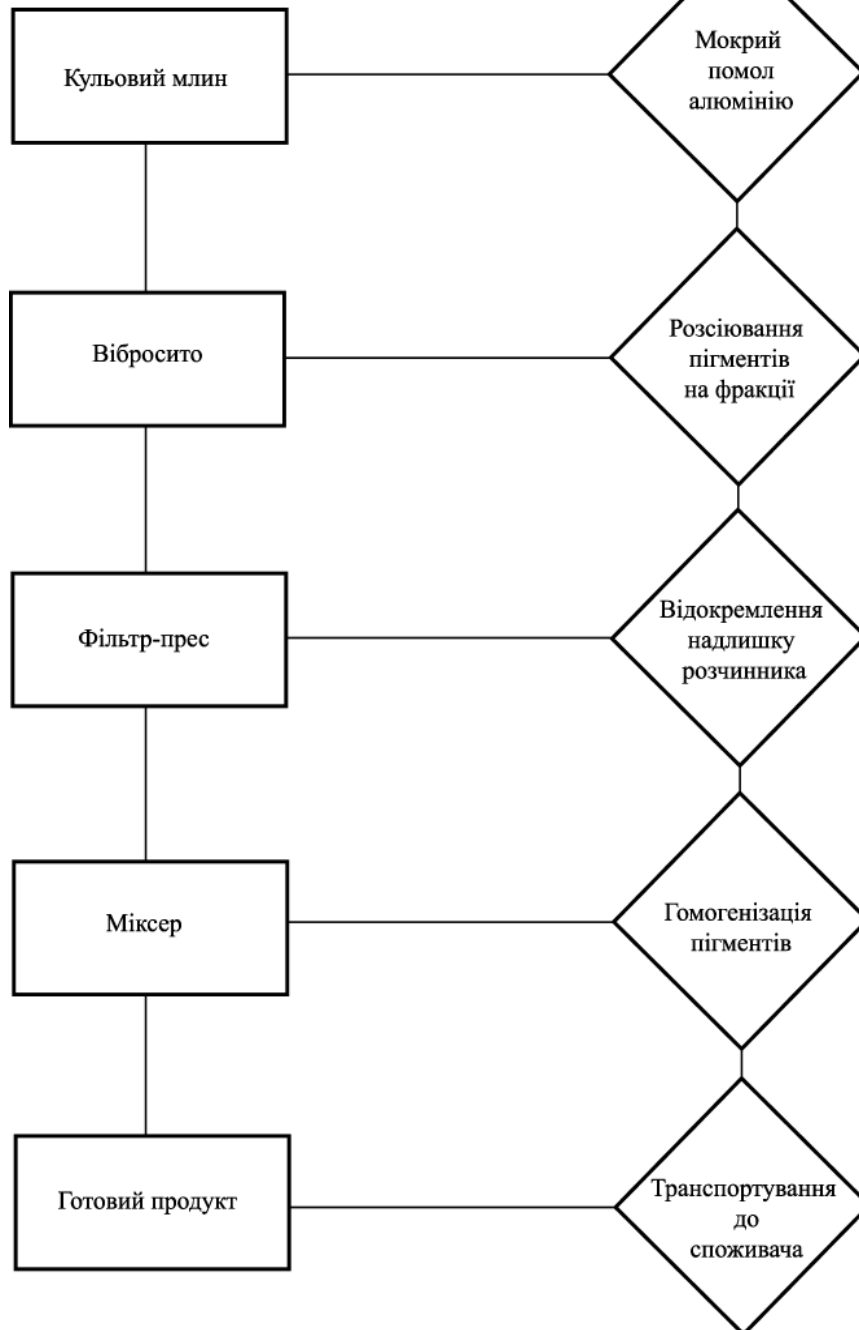 Кульовий млин
Мокрий
помол
алюмінію
Вібросито
Розсіювання
пігментів
на фракції
Фільтр-прес
Відокремлення
надлишку
розчинника
Міксер
Гомогенізація
пігментів
Готовий продукт
Транспортування
до
споживача